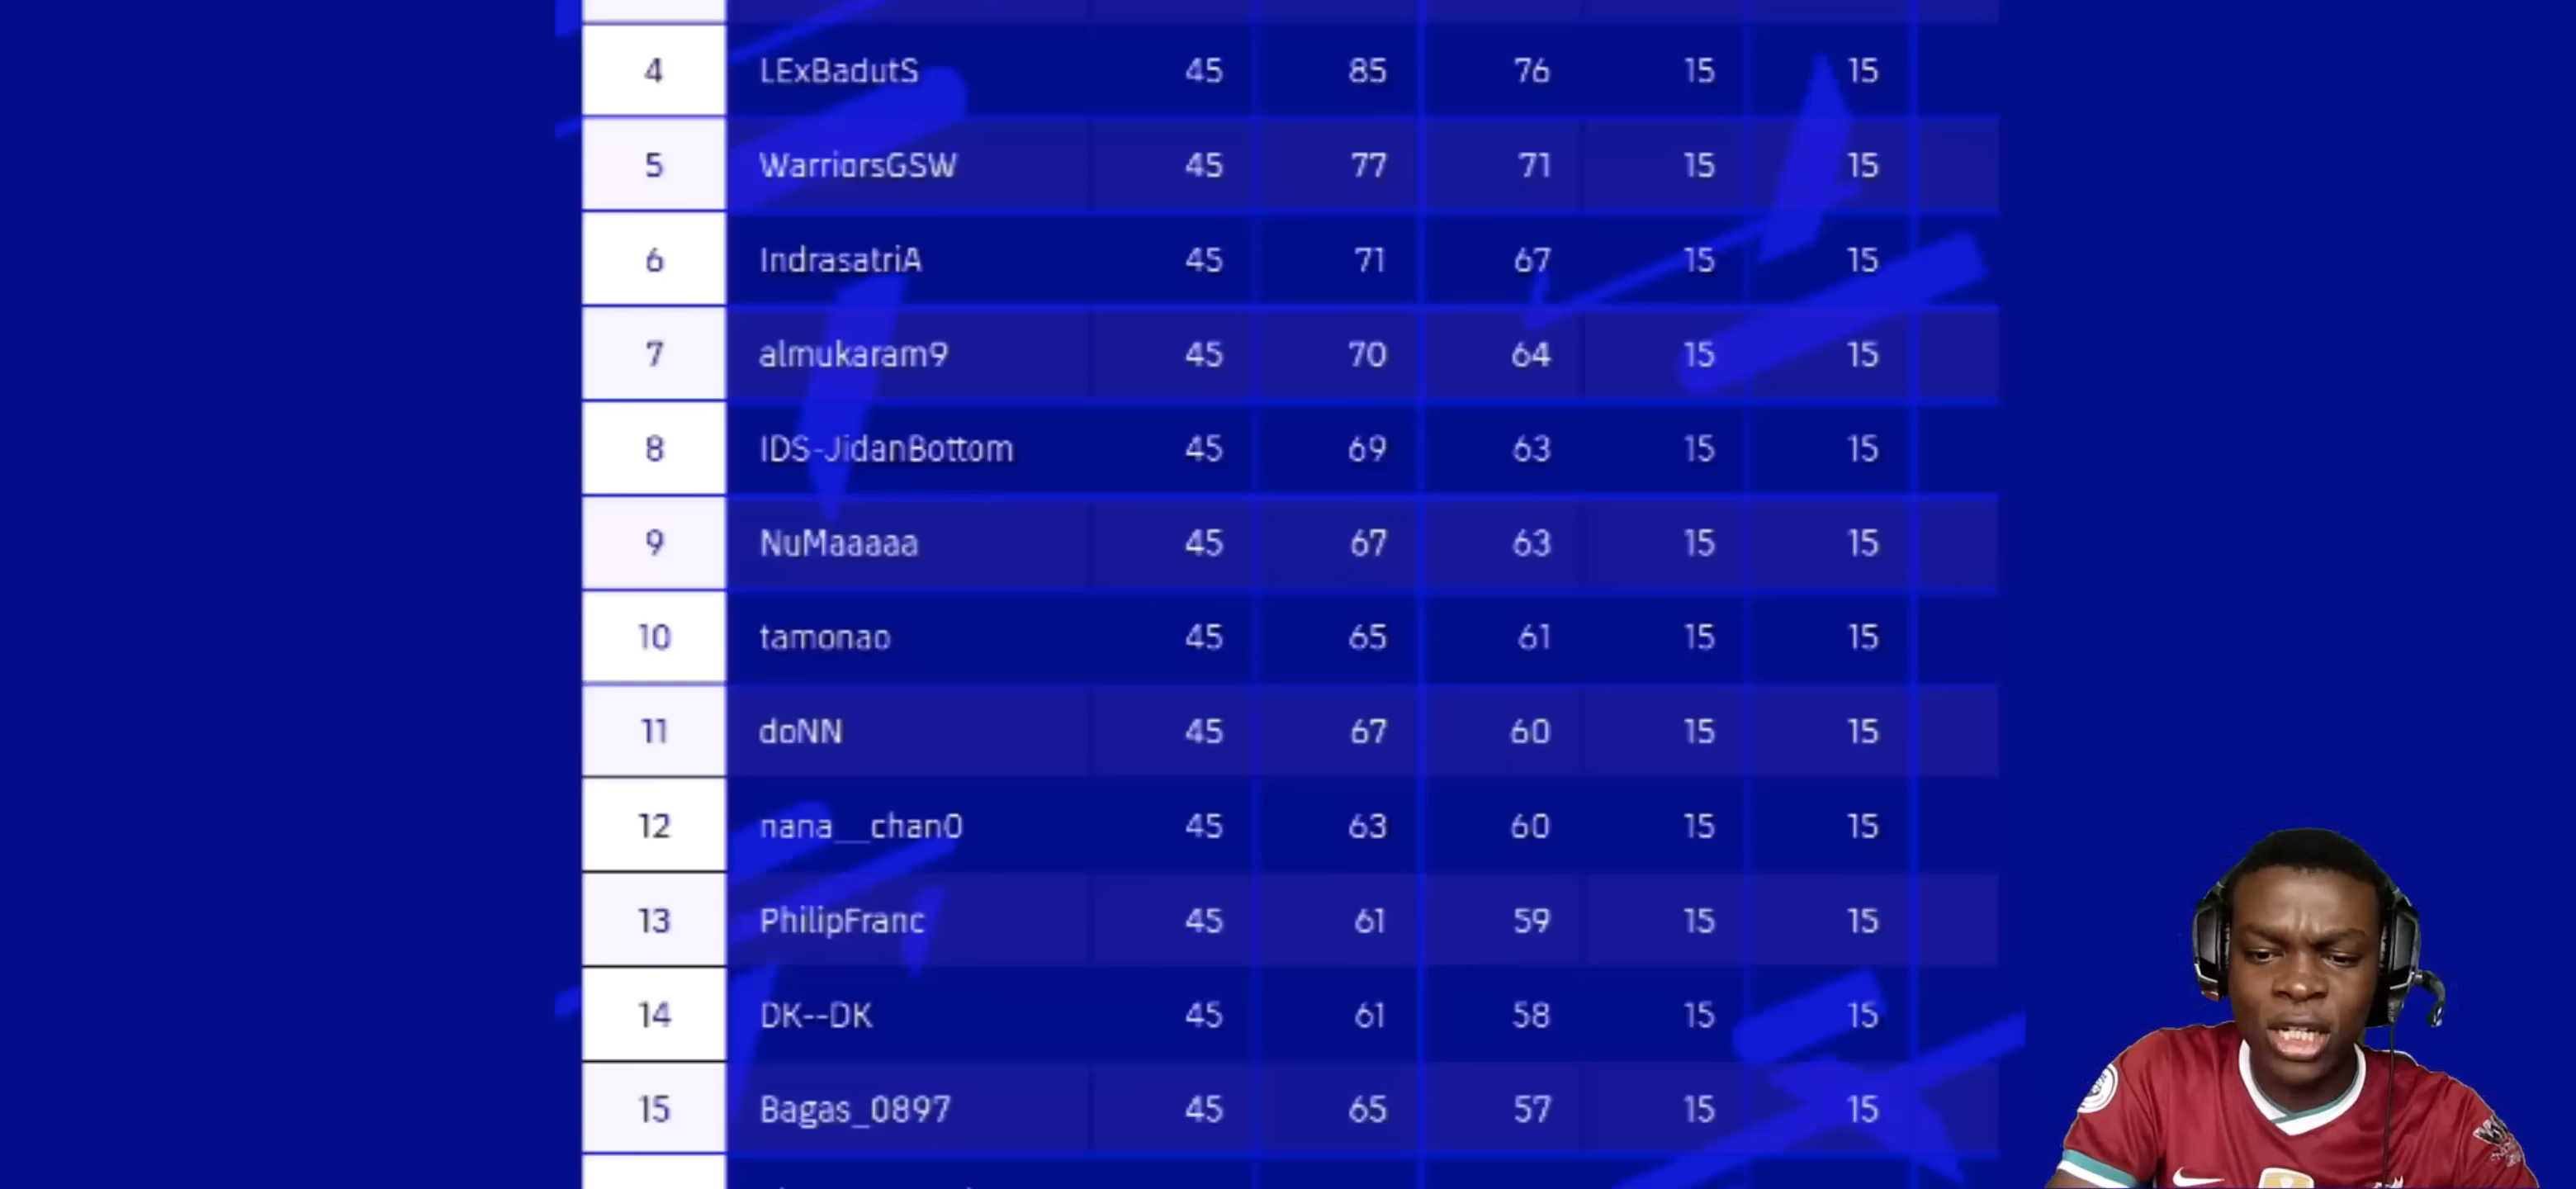 4 LExBadutS 45 85 76 15 15
5 WarriorsGSW 45 77 71 15 15
6 IndrasatriA 45 71 67 15 15
7 almukaram9 45 70 64 15 15
8 IDS-JidanBottom 45 69 63 15 15
9 NuMaaaaa 45 67 63 15 15
10 tamonao 45 65 61 15 15
11 doNN 45 67 60 15 15
12 nana__chan0 45 63 60 15 15
13 PhilipFranc 45 61 59 15 15
14 DK--DK 45 61 58 15 15
15 Bagas_0897 45 65 57 15 15